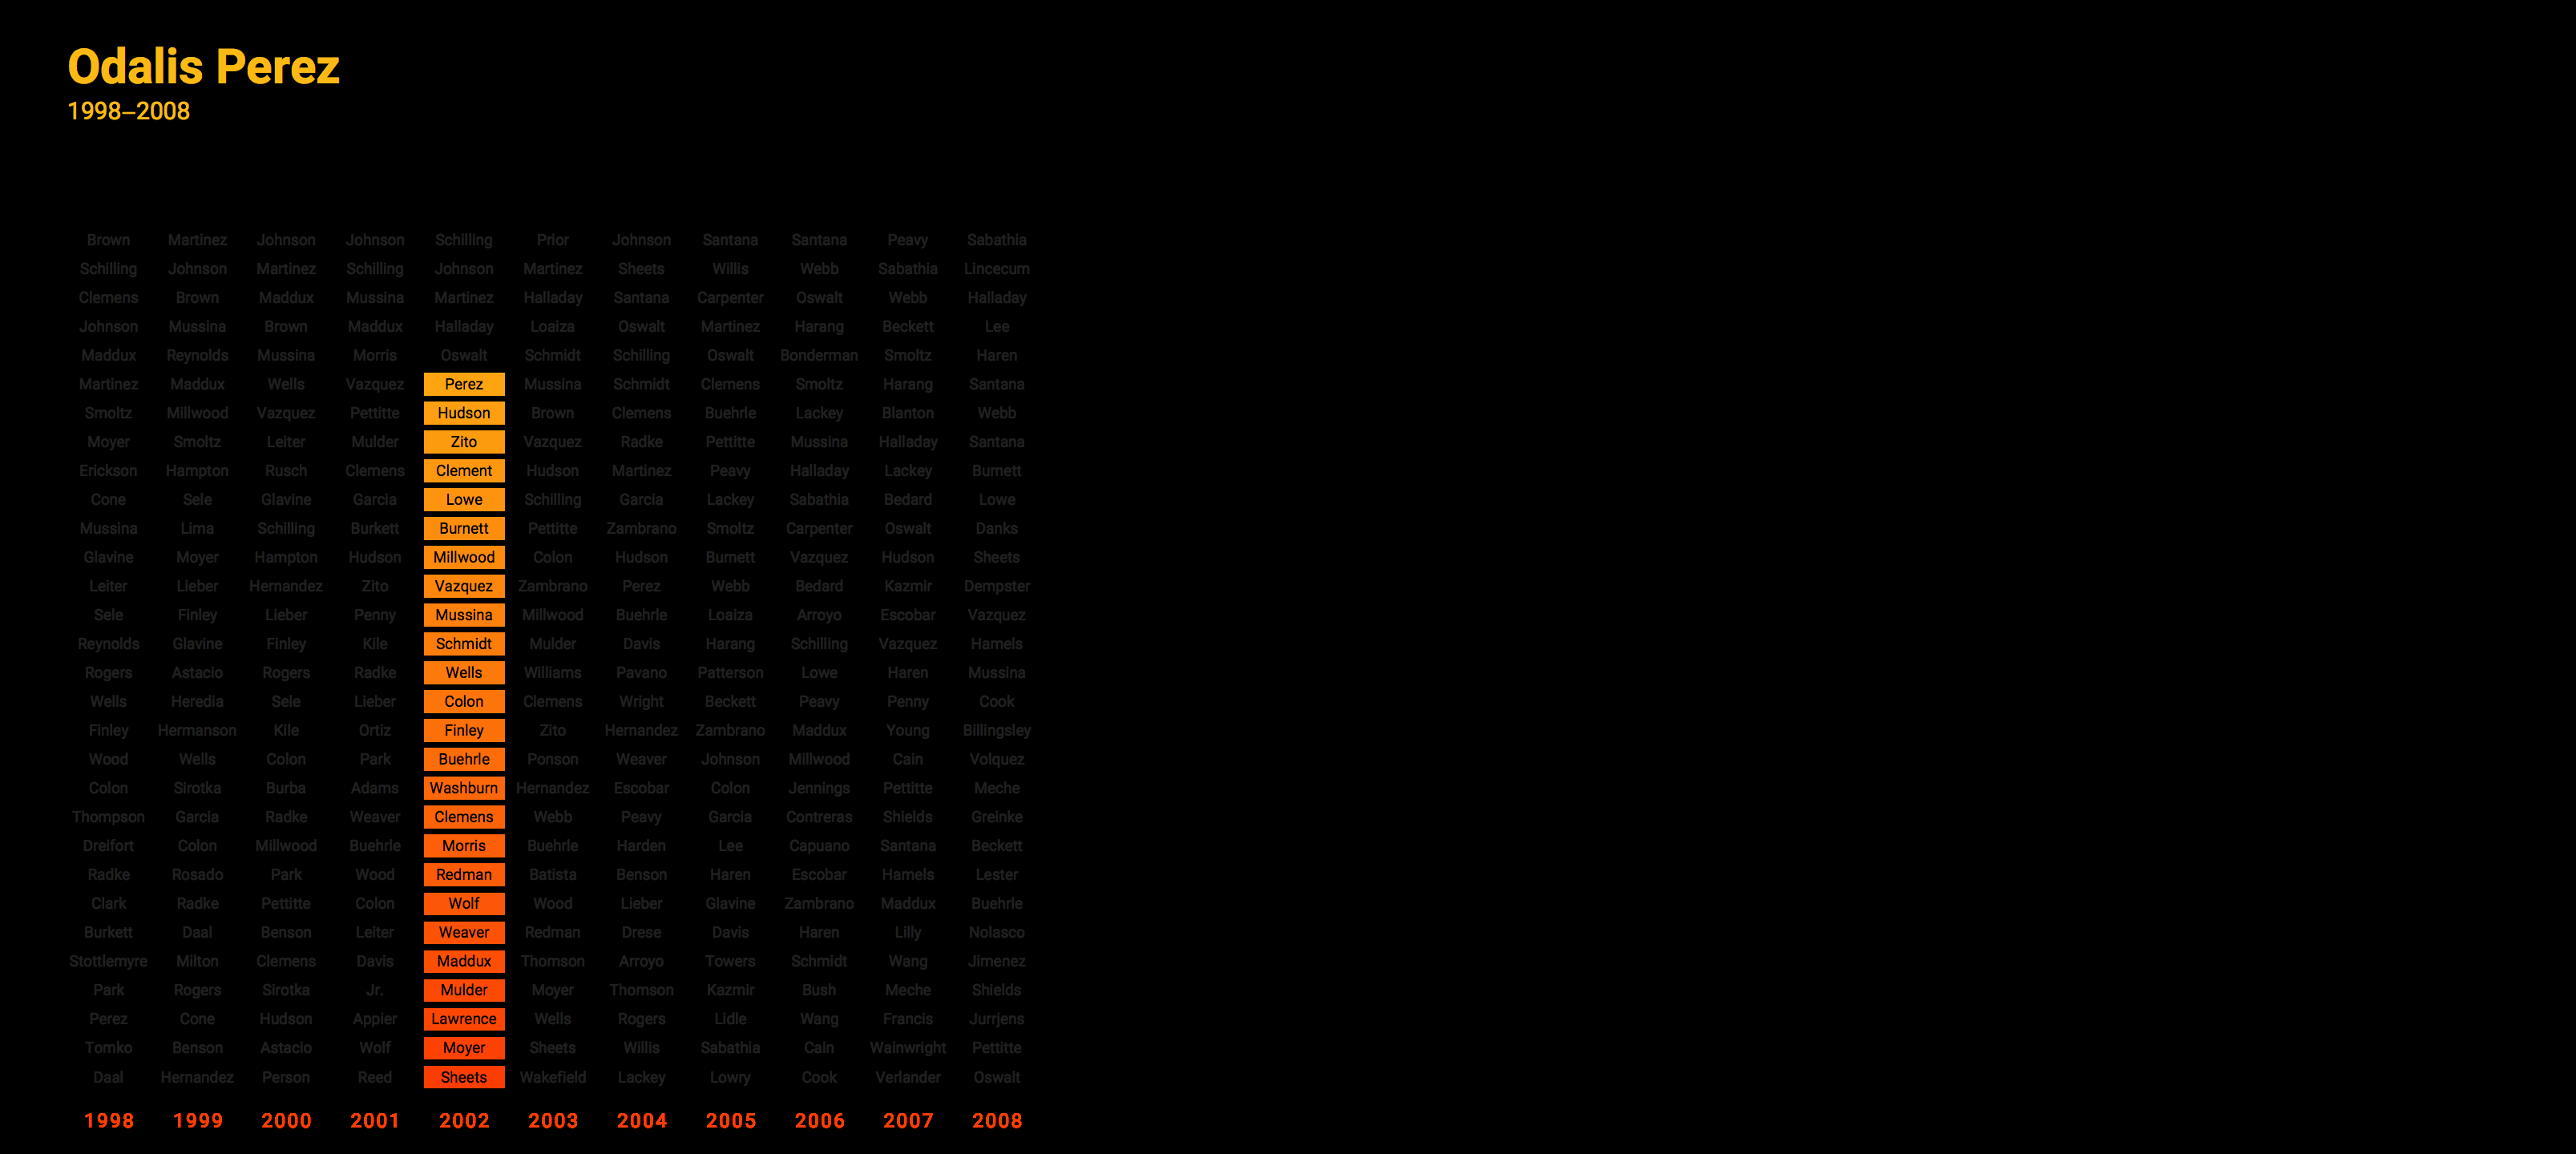 Odalis Perez
1998–2008
Brown Martinez Johnson Johnson Schilling Prior Johnson Santana Santana Peavy Sabathia
Schilling Johnson Martinez Schilling Johnson Martinez Sheets Willis Webb Sabathia Lincecum
Clemens Brown Maddux Mussina Martinez Halladay Santana Carpenter Oswalt Webb Halladay
Johnson Mussina Brown Maddux Halladay Loaiza Oswalt Martinez Harang Beckett Lee
Maddux Reynolds Mussina Morris Oswalt Schmidt Schilling Oswalt Bonderman Smoltz Haren
Martinez Maddux Wells Vazquez Perez Mussina Schmidt Clemens Smoltz Harang Santana
Smoltz Millwood Vazquez Pettitte Hudson Brown Clemens Buehrle Lackey Blanton Webb
Moyer Smoltz Leiter Mulder Zito Vazquez Radke Pettitte Mussina Halladay Santana
Erickson Hampton Rusch Clemens Clement Hudson Martinez Peavy Halladay Lackey Burnett
Cone Sele Glavine Garcia Lowe Schilling Garcia Lackey Sabathia Bedard Lowe
Mussina Lima Schilling Burkett Burnett Pettitte Zambrano Smoltz Carpenter Oswalt Danks
Glavine Moyer Hampton Hudson Millwood Colon Hudson Burnett Vazquez Hudson Sheets
Leiter Lieber Hernandez Zito Vazquez Zambrano Perez Webb Bedard Kazmir Dempster
Sele Finley Lieber Penny Mussina Millwood Buehrle Loaiza Arroyo Escobar Vazquez
Reynolds Glavine Finley Kile Schmidt Mulder Davis Harang Schilling Vazquez Hamels
Rogers Astacio Rogers Radke Wells Williams Pavano Patterson Lowe Haren Mussina
Wells Heredia Sele Lieber Colon Clemens Wright Beckett Peavy Penny Cook
Finley Hermanson Kile Ortiz Finley Zito Hernandez Zambrano Maddux Young Billingsley
Wood Wells Colon Park Buehrle Ponson Weaver Johnson Millwood Cain Volquez
Colon Sirotka Burba Adams Washburn Hernandez Escobar Colon Jennings Pettitte Meche
Thompson Garcia Radke Weaver Clemens Webb Peavy Garcia Contreras Shields Greinke
Dreifort Colon Millwood Buehrle Morris Buehrle Harden Lee Capuano Santana Beckett
Radke Rosado Park Wood Redman Batista Benson Haren Escobar Hamels Lester
Clark Radke Pettitte Colon Wolf Wood Lieber Glavine Zambrano Maddux Buehrle
Burkett Daal Benson Leiter Weaver Redman Drese Davis Haren Lilly Nolasco
Stottlemyre Milton Clemens Davis Maddux Thomson Arroyo Towers Schmidt Wang Jimenez
Park Rogers Sirotka Jr. Mulder Moyer Thomson Kazmir Bush Meche Shields
Perez Cone Hudson Appier Lawrence Wells Rogers Lidle Wang Francis Jurrjens
Tomko Benson Astacio Wolf Moyer Sheets Willis Sabathia Cain Wainwright Pettitte
Daal Hernandez Person Reed Sheets Wakefield Lackey Lowry Cook Verlander Oswalt
1998 1999 2000 2001 2002 2003 2004 2005 2006 2007 2008